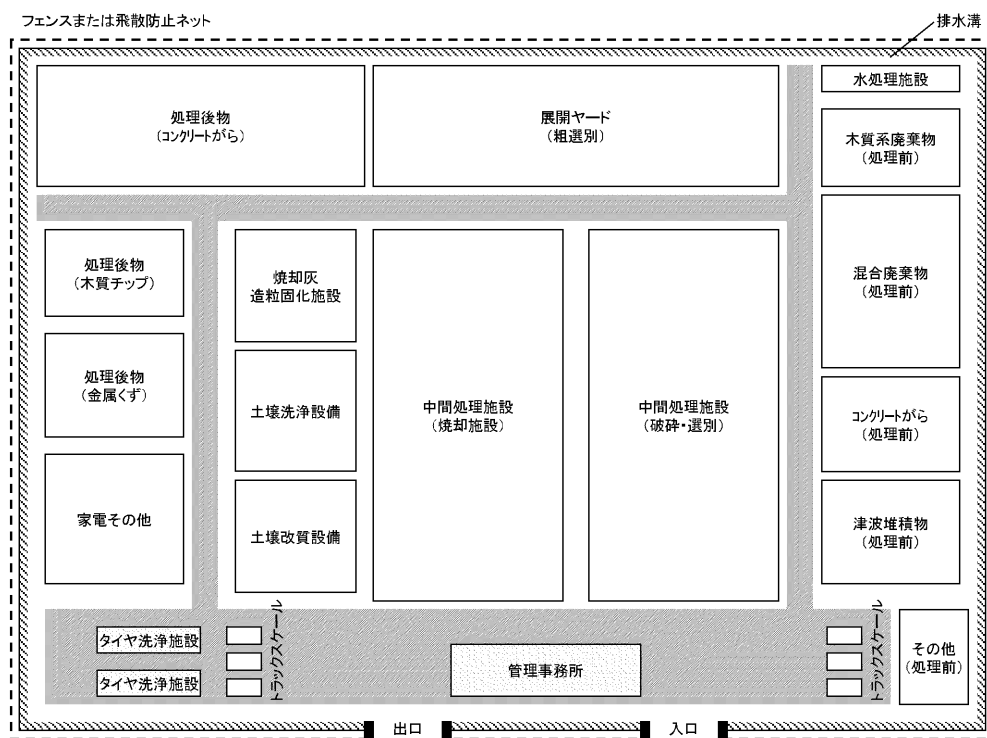 フェンスまたは飛散防止ネット
排水溝
処理後物
(コンクリートがら)
展開ヤード
(粗選別)
水処理施設
木質系廃棄物
(処理前)
処理後物
(木質チップ)
焼却灰
造粒固化施設
混合廃棄物
(処理前)
処理後物
(金属くず)
土壌洗浄設備
中間処理施設
(焼却施設)
中間処理施設
(破砕・選別)
コンクリートがら
(処理前)
家電その他
土壌改質設備
津波堆積物
(処理前)
タイヤ洗浄施設
タイヤ洗浄施設
トラックスケール
管理事務所
トラックスケール
その他
(処理前)
出口
入口